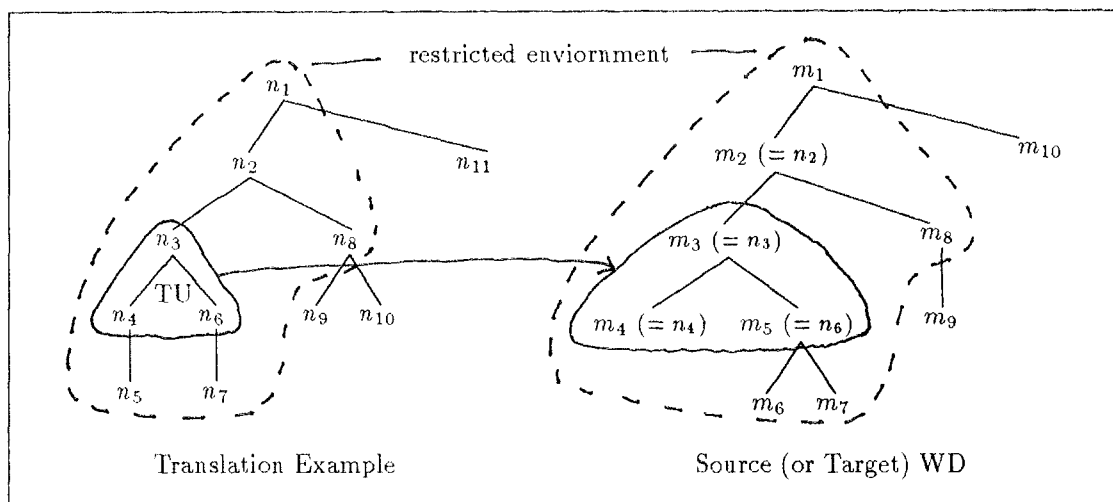 restricted enviornment
n1
n2
n11
n3
n8
TU
n4
n6
n9
n10
n5
n7
Translation Example
m1
m2 (= n2)
m10
m3 (= n3)
m8
m4 (= n4)
m5 (= n6)
m9
m6
m7
Source (or Target) WD